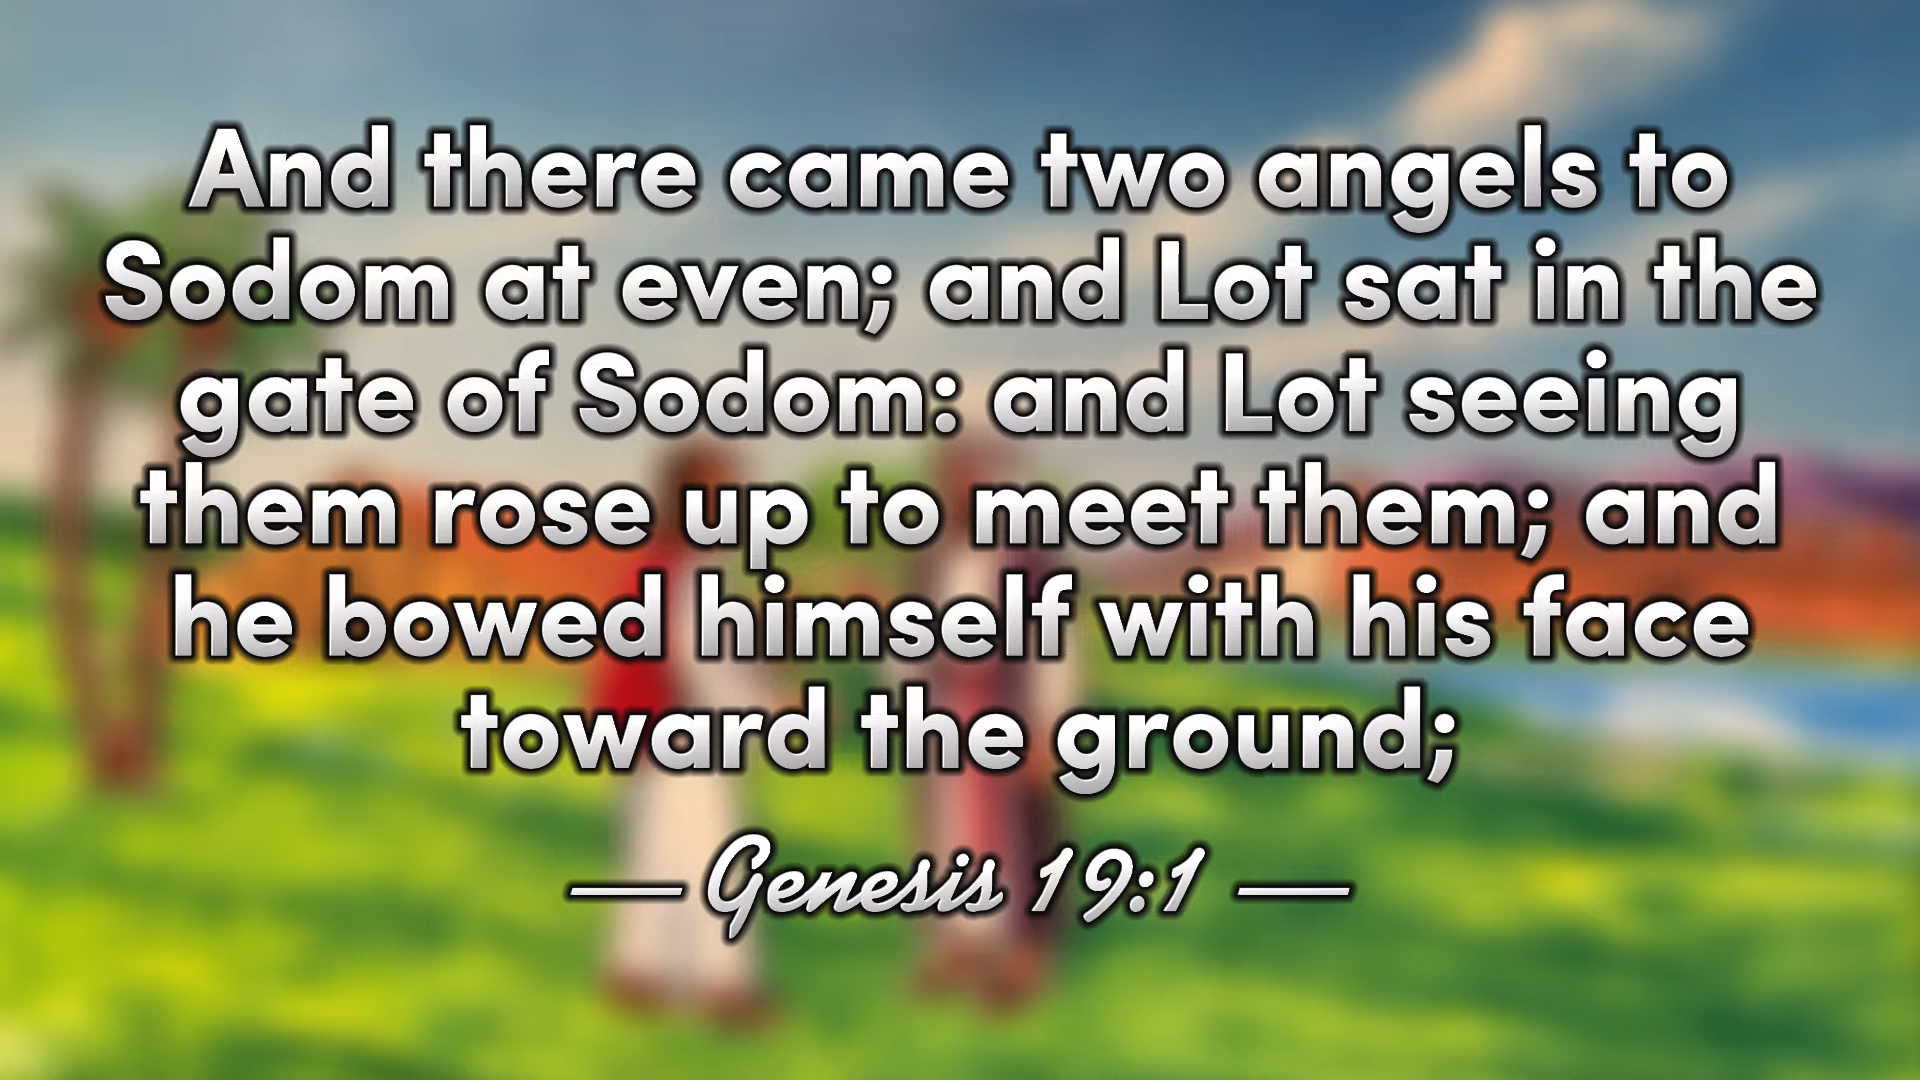 And there came two angels to
Sodom at even; and Lot sat in the
gate of Sodom: and Lot seeing
them rose up to meet them; and
he bowed himself with his face
toward the ground;
— Genesis 19:1 —